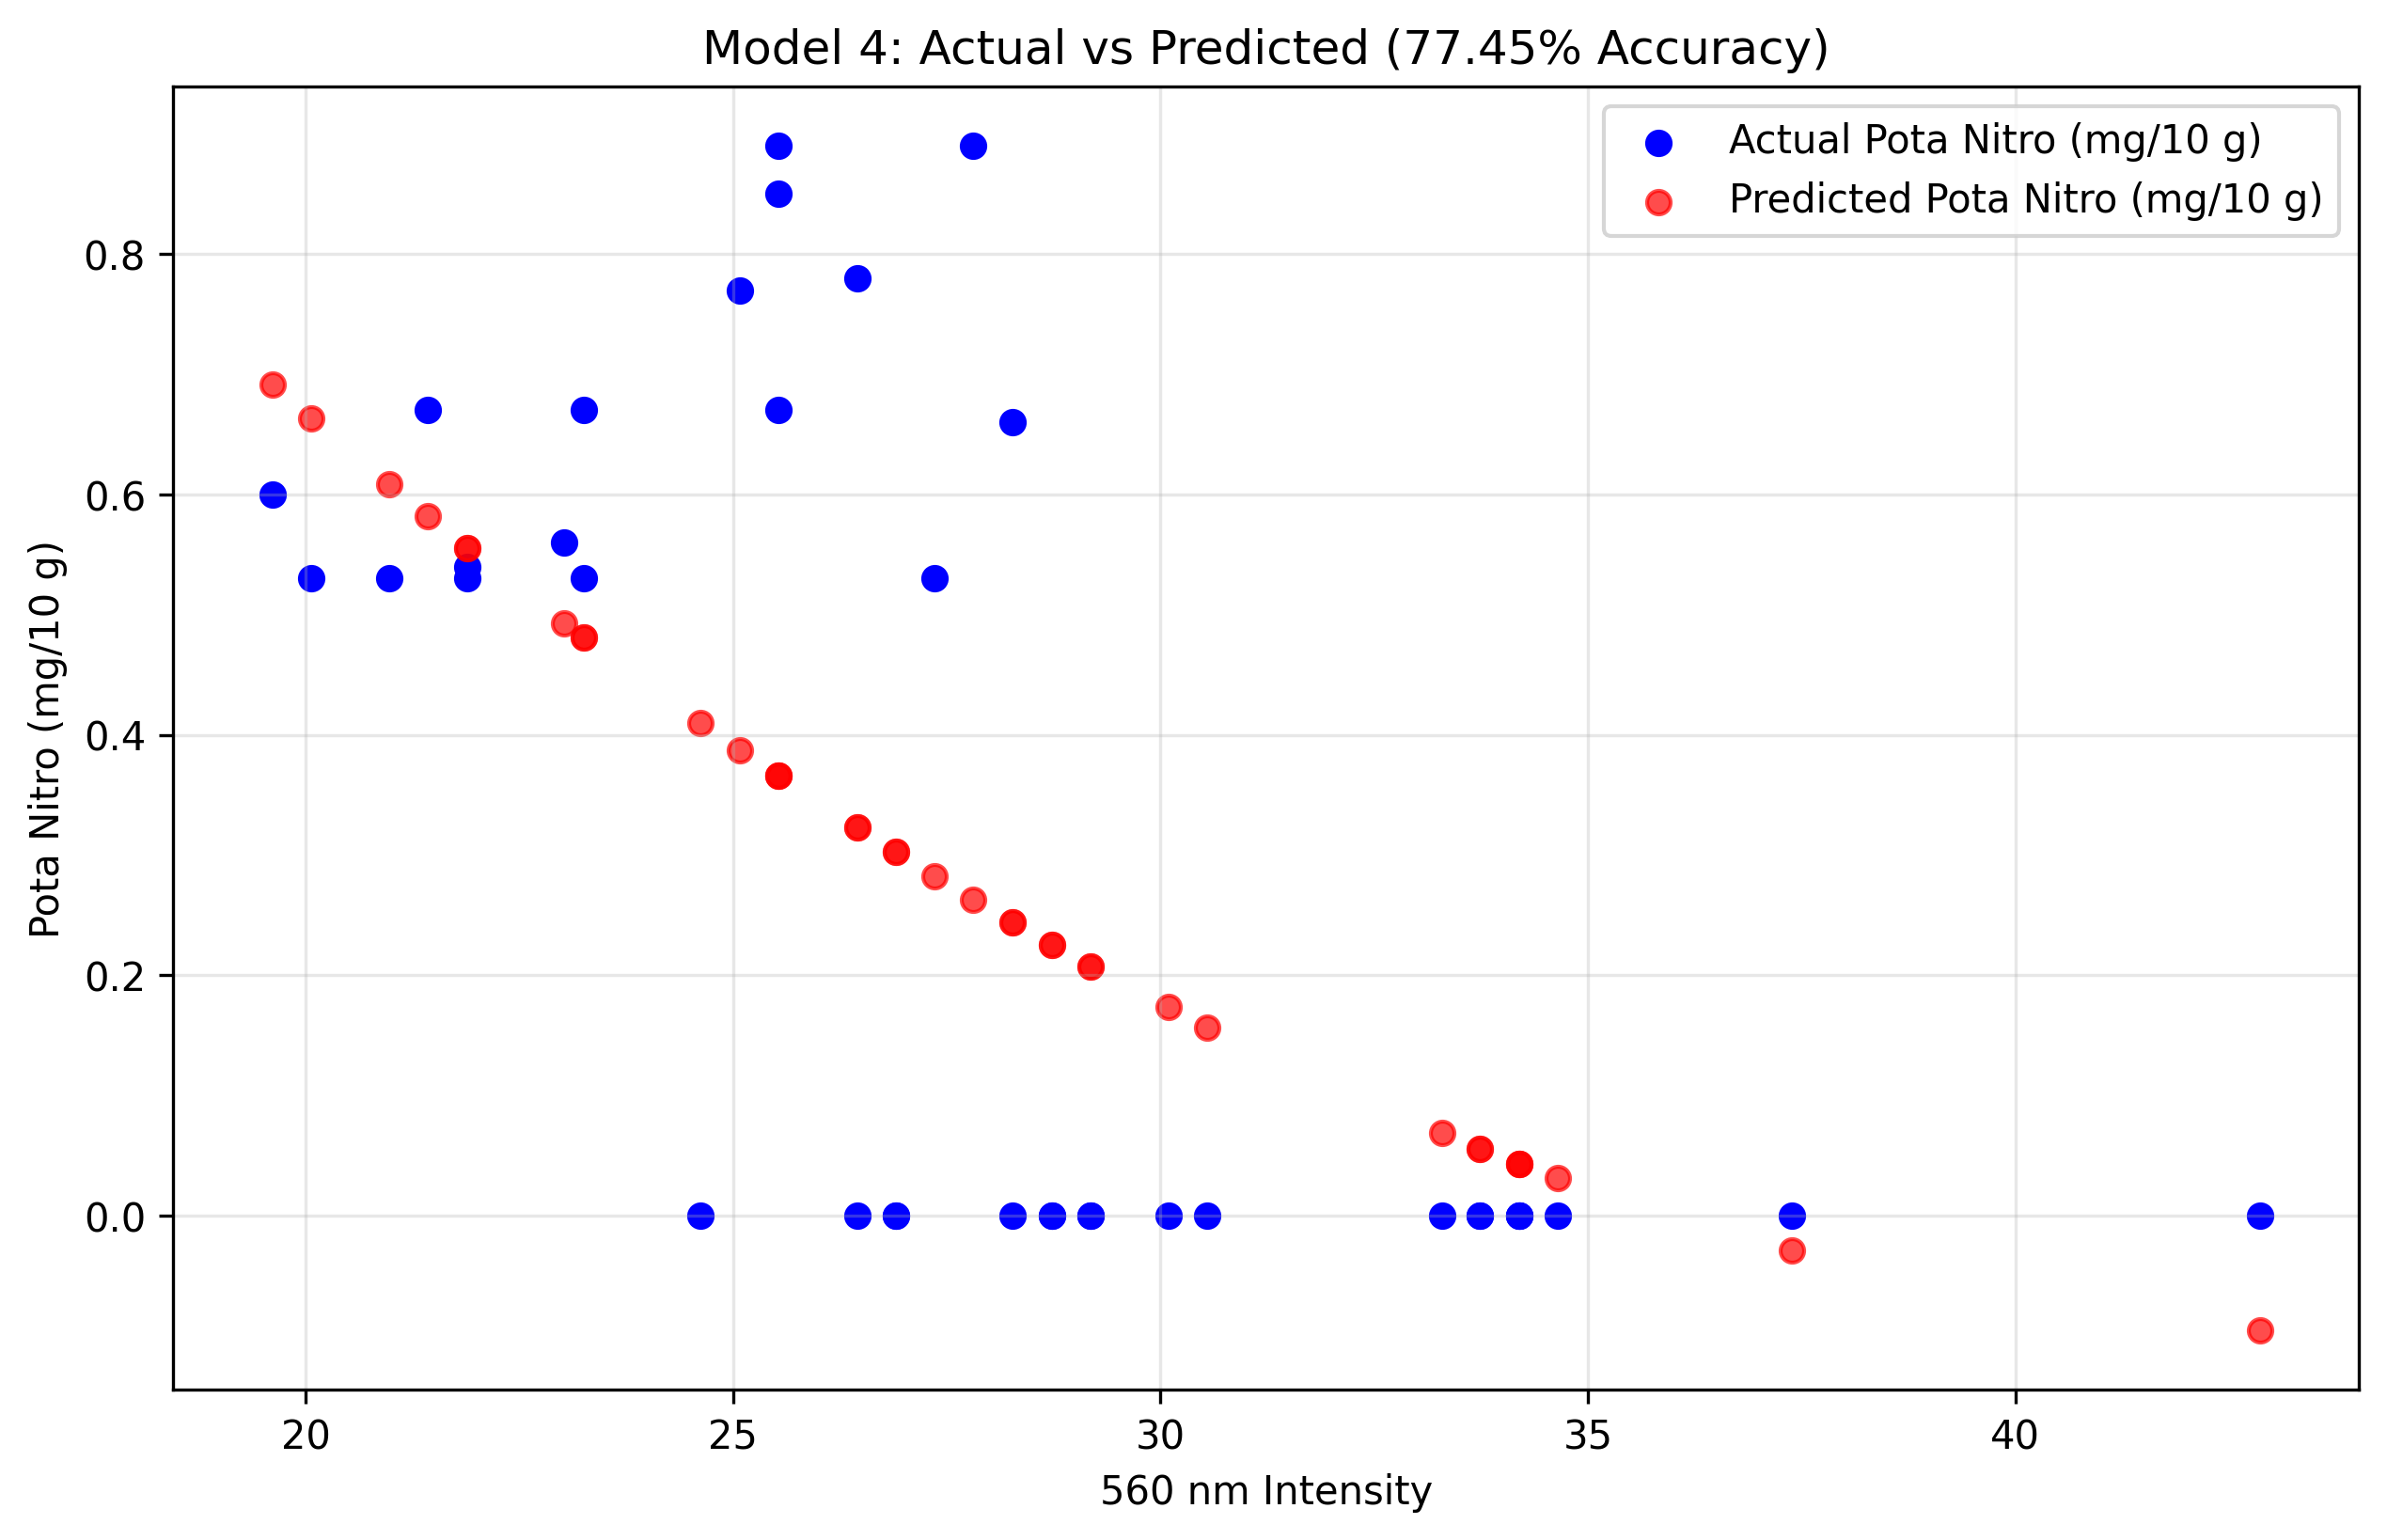 Model 4: Actual vs Predicted (77.45% Accuracy)
Actual Pota Nitro (mg/10 g)
Predicted Pota Nitro (mg/10 g)
Pota Nitro (mg/10 g)
0.8
0.6
0.4
0.2
0.0
20
25
30
35
40
560 nm Intensity